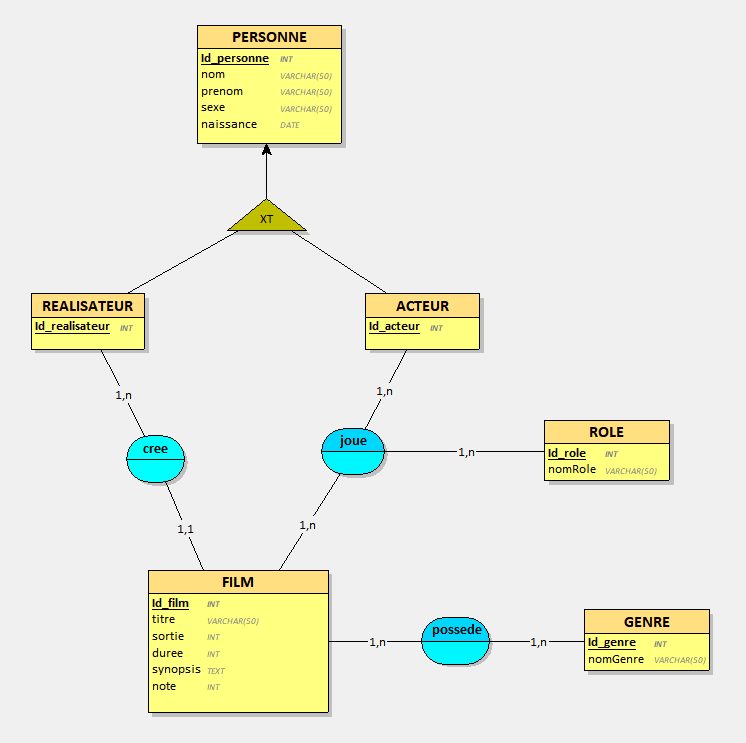 PERSONNE
Id_personne INT
nom VARCHAR(50)
prenom VARCHAR(50)
sexe VARCHAR(50)
naissance DATE
XT
REALISATEUR
Id_realisateur INT
ACTEUR
Id_acteur INT
1,n
1,n
cree
joue
1,n
ROLE
Id_role INT
nomRole VARCHAR(50)
1,1
1,n
FILM
Id_film INT
titre VARCHAR(50)
sortie INT
duree INT
synopsis TEXT
note INT
1,n
possede
1,n
GENRE
Id_genre INT
nomGenre VARCHAR(50)